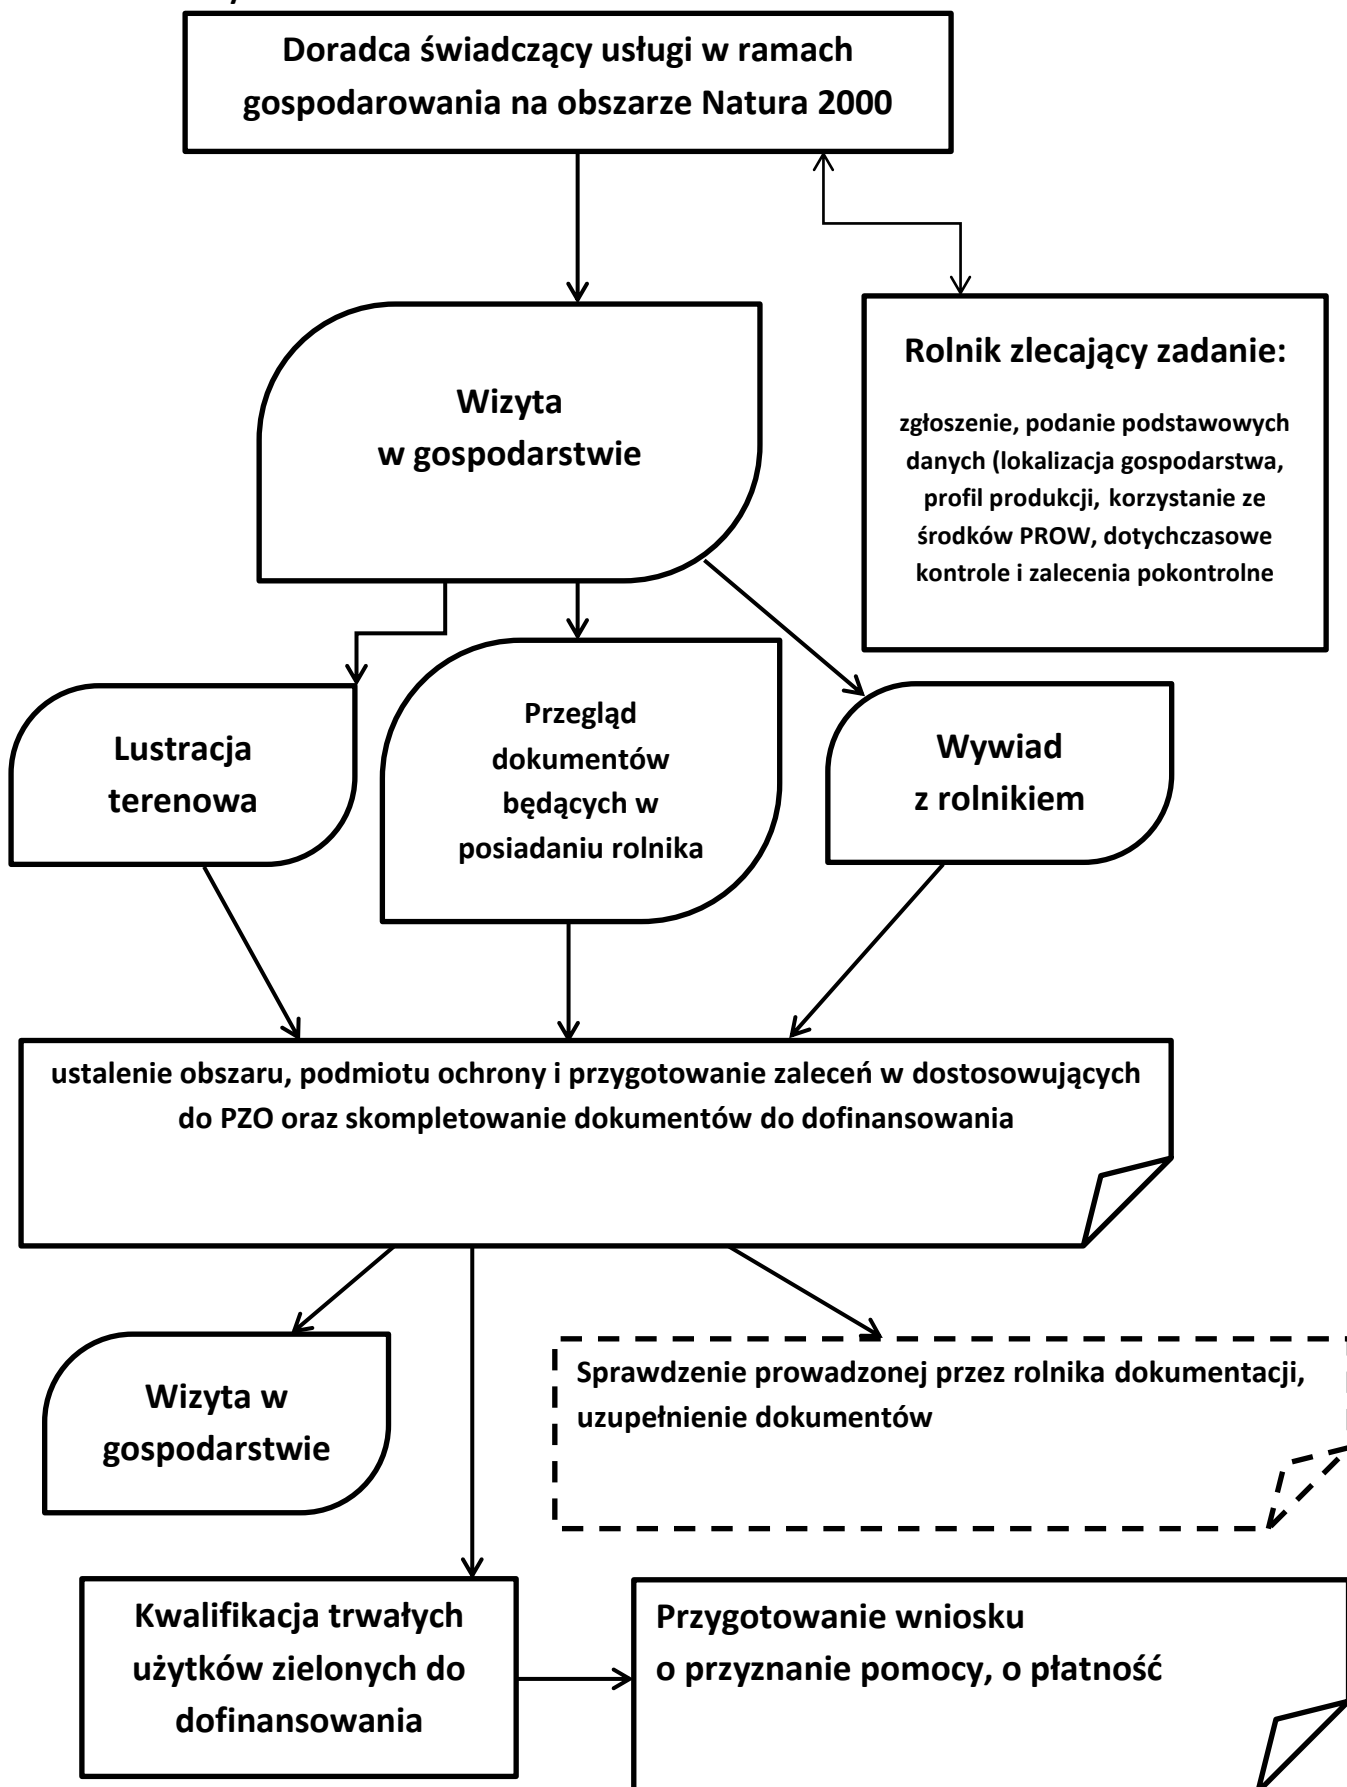 Doradca świadczący usługi w ramach
gospodarowania na obszarze Natura 2000
Rolnik zlecający zadanie:
zgłoszenie, podanie podstawowych
danych (lokalizacja gospodarstwa,
profil produkcji, korzystanie ze
środków PROW, dotychczasowe
kontrole i zalecenia pokontrolne
Wizyta
w gospodarstwie
Lustracja
terenowa
Przegląd
dokumentów
będących w
posiadaniu rolnika
Wywiad
z rolnikiem
ustalenie obszaru, podmiotu ochrony i przygotowanie zaleceń w dostosowujących
do PZO oraz skompletowanie dokumentów do dofinansowania
Wizyta w
gospodarstwie
Sprawdzenie prowadzonej przez rolnika dokumentacji,
uzupełnienie dokumentów
Kwalifikacja trwałych
użytków zielonych do
dofinansowania
Przygotowanie wniosku
o przyznanie pomocy, o płatność